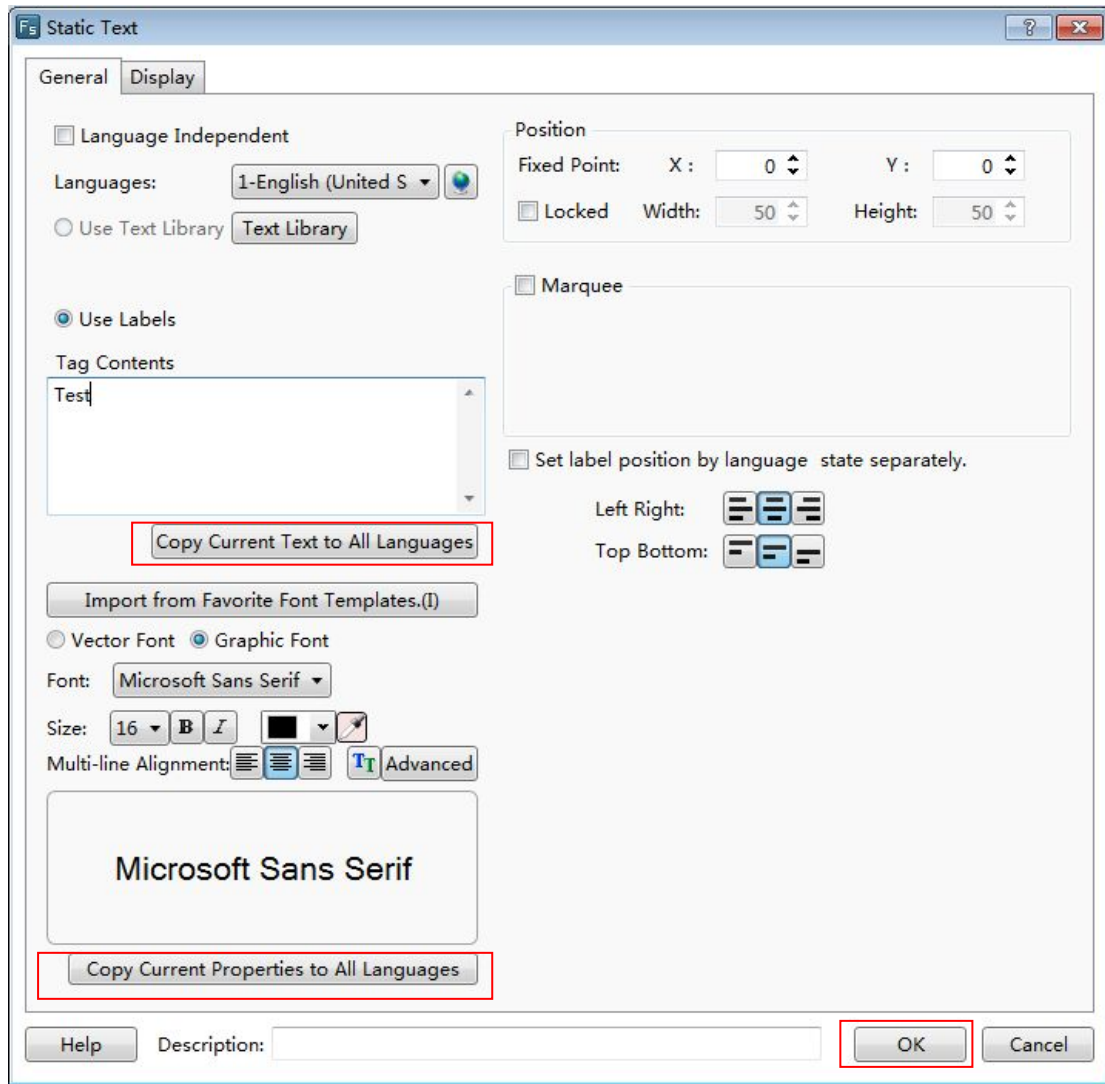 Fs Static Text
General Display
Language Independent
Languages: 1-English (United S
Use Text Library Text Library
Use Labels
Tag Contents
Test
Copy Current Text to All Languages
Import from Favorite Font Templates.(I)
Vector Font Graphic Font
Font: Microsoft Sans Serif
Size: 16 B I
Multi-line Alignment: TT Advanced
Microsoft Sans Serif
Copy Current Properties to All Languages
Position
Fixed Point: X : 0 Y : 0
Locked Width: 50 Height: 50
Marquee
Set label position by language state separately.
Left Right:
Top Bottom:
Help Description: OK Cancel